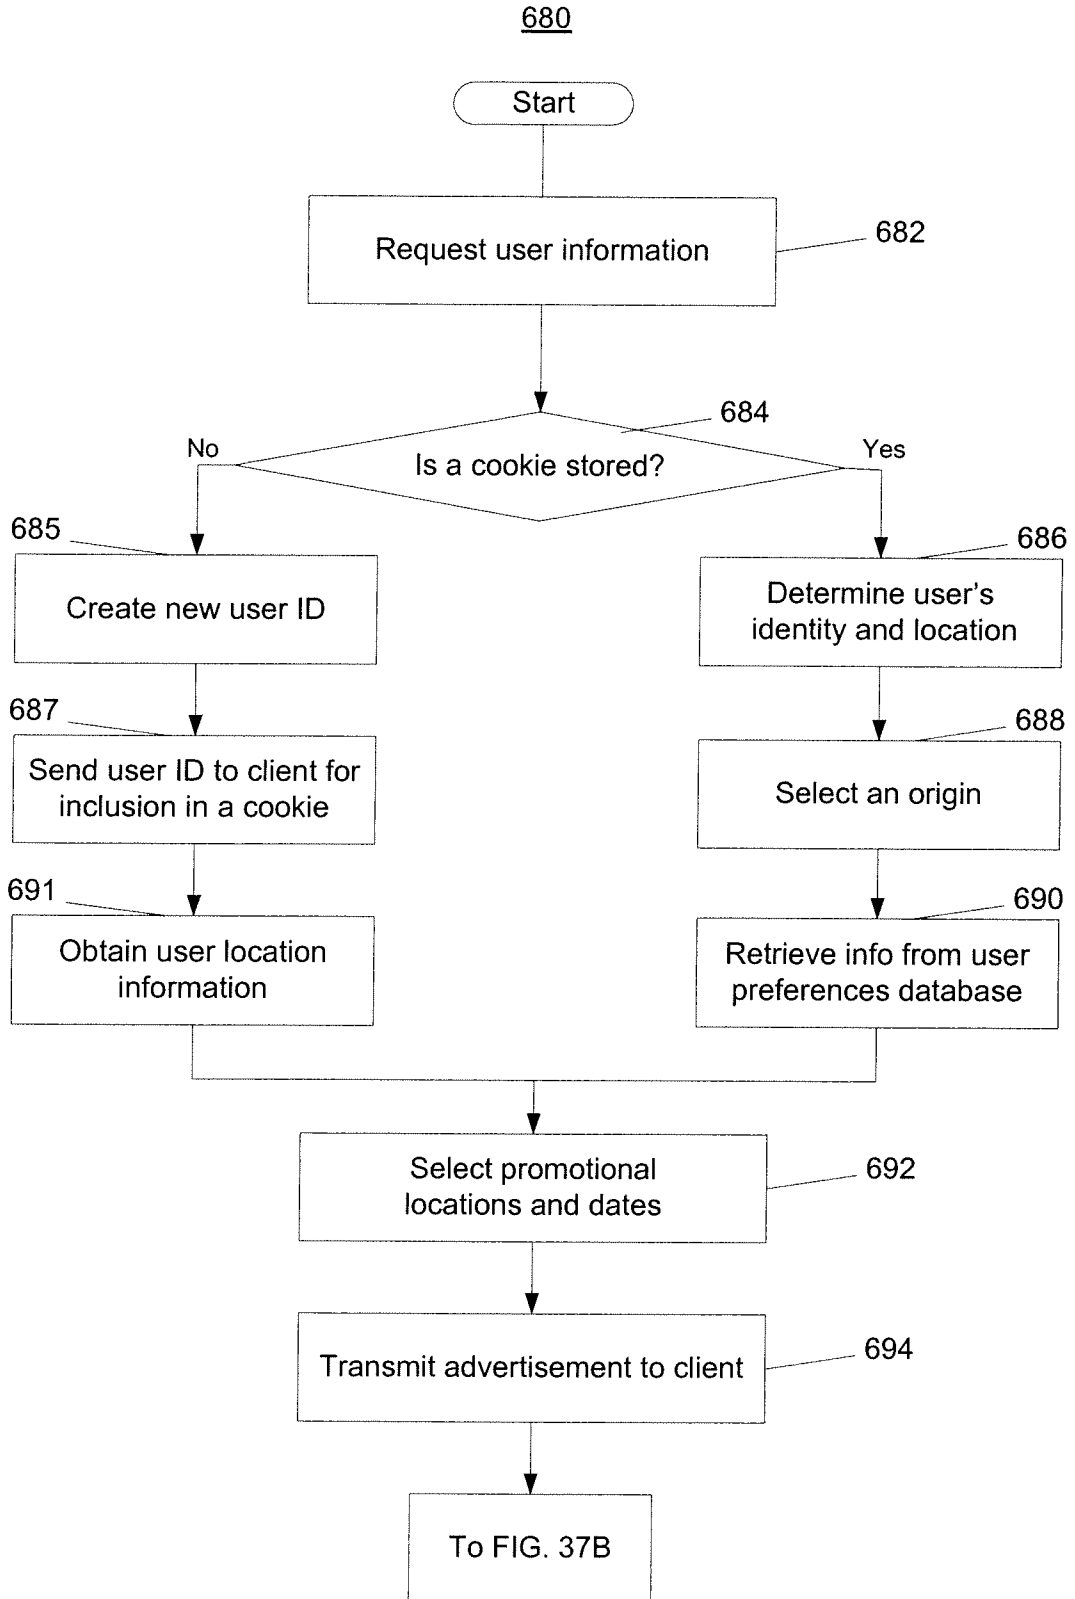 680
Start
Request user information
682
684
Is a cookie stored?
No
Yes
685
Create new user ID
686
Determine user's
identity and location
687
Send user ID to client for
inclusion in a cookie
688
Select an origin
691
Obtain user location
information
690
Retrieve info from user
preferences database
Select promotional
locations and dates
692
Transmit advertisement to client
694
To FIG. 37B